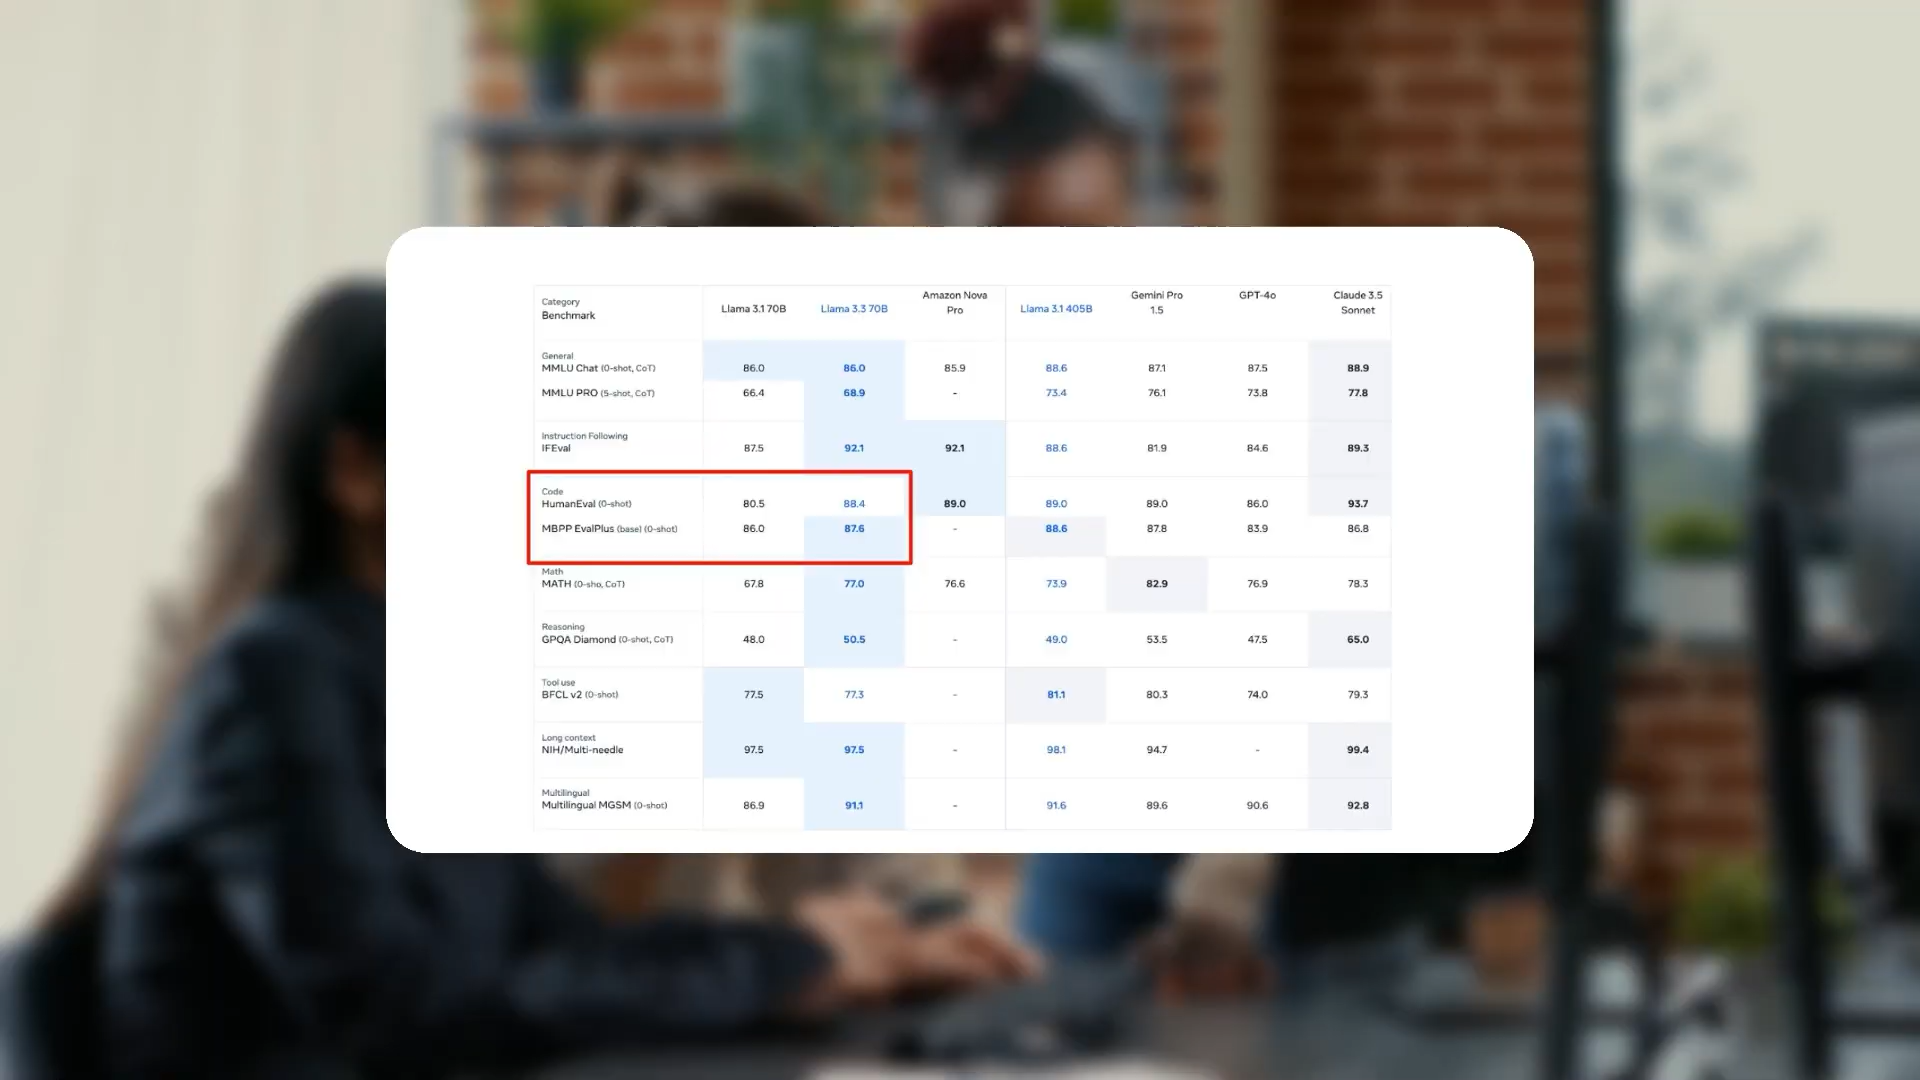 Category
Benchmark
Llama 3.1 70B
Llama 3.3 70B
Amazon Nova
Pro
Llama 3.1 405B
Gemini Pro
1.5
GPT-4o
Claude 3.5
Sonnet
General
MMLU Chat (0-shot, CoT) 86.0 86.0 85.9 88.6 87.1 87.5 88.9
MMLU PRO (5-shot, CoT) 66.4 68.9 - 73.4 76.1 73.8 77.8
Instruction Following
IFEval 87.5 92.1 92.1 88.6 81.9 84.6 89.3
Code
HumanEval (0-shot) 80.5 88.4 89.0 89.0 89.0 86.0 93.7
MBPP EvalPlus (base) (0-shot) 86.0 87.6 - 88.6 87.8 83.9 86.8
Math
MATH (0-sho, CoT) 67.8 77.0 76.6 73.9 82.9 76.9 78.3
Reasoning
GPQA Diamond (0-shot, CoT) 48.0 50.5 - 49.0 53.5 47.5 65.0
Tool use
BFCL v2 (0-shot) 77.5 77.3 - 81.1 80.3 74.0 79.3
Long context
NIH/Multi-needle 97.5 97.5 - 98.1 94.7 - 99.4
Multilingual
Multilingual MGSM (0-shot) 86.9 91.1 - 91.6 89.6 90.6 92.8